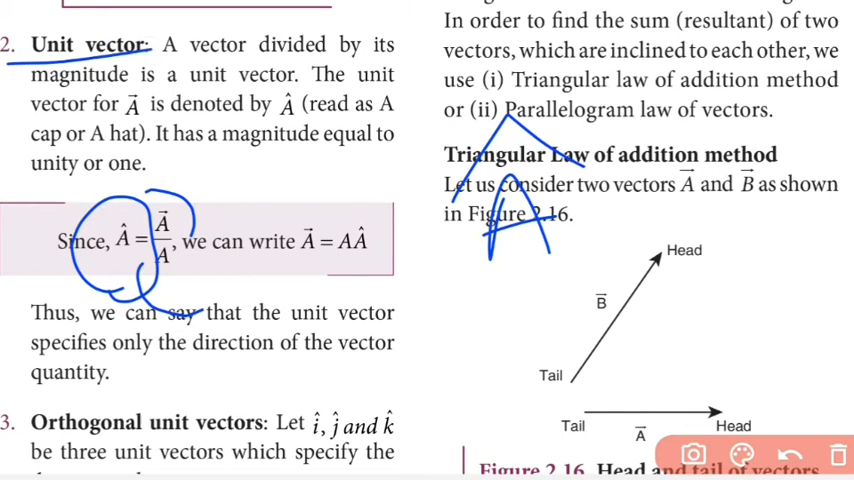 2. Unit vector: A vector divided by its
magnitude is a unit vector. The unit
vector for A⃗ is denoted by Â (read as A
cap or A hat). It has a magnitude equal to
unity or one.
Since, Â = A⃗/A, we can write A⃗ = AÂ
Thus, we can say that the unit vector
specifies only the direction of the vector
quantity.
3. Orthogonal unit vectors: Let î, ĵ and k̂
be three unit vectors which specify the
In order to find the sum (resultant) of two
vectors, which are inclined to each other, we
use (i) Triangular law of addition method
or (ii) Parallelogram law of vectors.
Triangular Law of addition method
Let us consider two vectors A⃗ and B⃗ as shown
in Figure 2.16.
Â
Head
B⃗
Tail
Tail
A⃗
Head
Figure 2.16 Head and tail of vectors